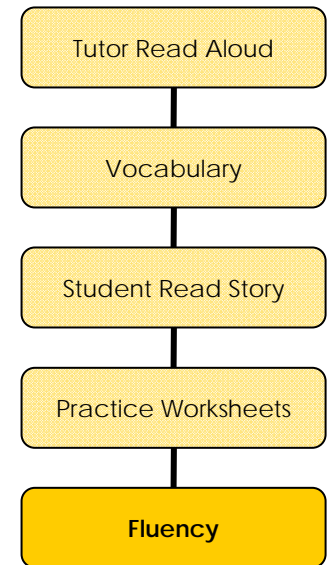 Tutor Read Aloud
Vocabulary
Student Read Story
Practice Worksheets
Fluency